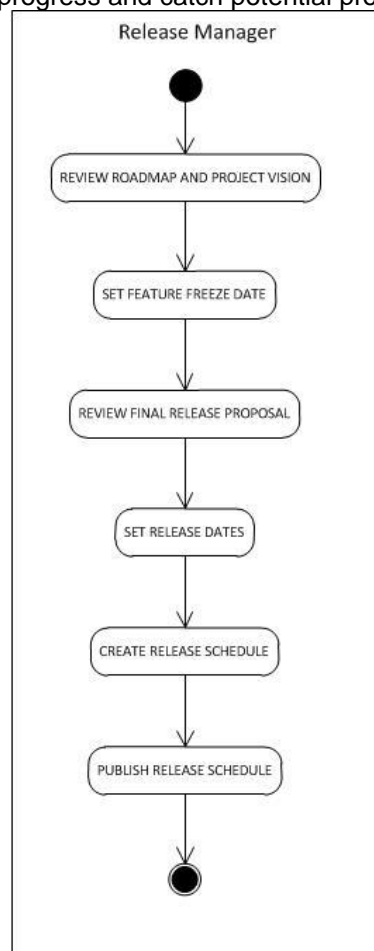 progress and catch potential pro
Release Manager
REVIEW ROADMAP AND PROJECT VISION
SET FEATURE FREEZE DATE
REVIEW FINAL RELEASE PROPOSAL
SET RELEASE DATES
CREATE RELEASE SCHEDULE
PUBLISH RELEASE SCHEDULE